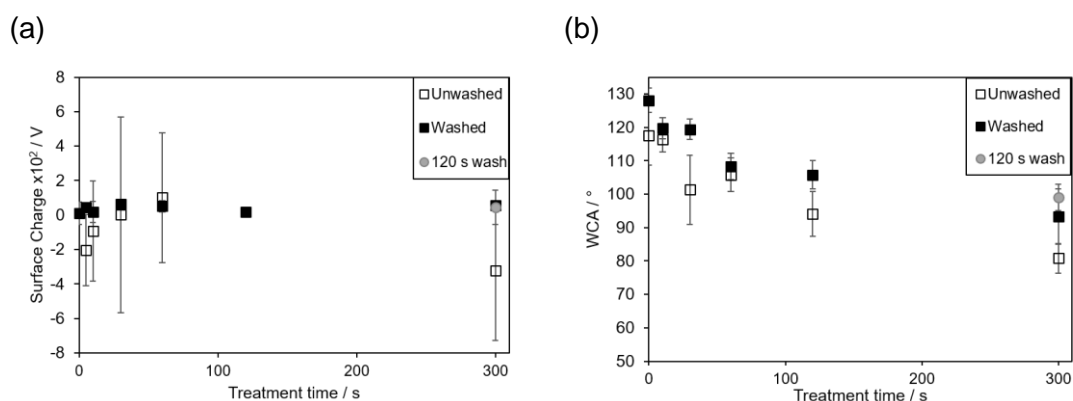 (a)
8
6
4
2
0
-2
-4
-6
-8
Surface Charge x10² / V
0
100
200
300
Treatment time / s
Unwashed
Washed
120 s wash
(b)
130
120
110
100
90
80
70
60
50
WCA / °
0
100
200
300
Treatment time / s
Unwashed
Washed
120 s wash